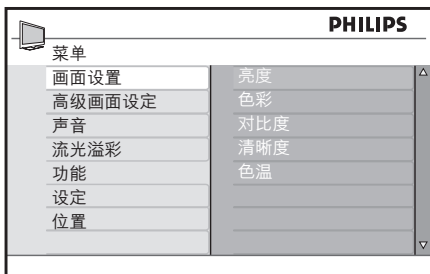 PHILIPS
菜单
画面设置
高级画面设定
声音
流光溢彩
功能
设定
位置
亮度
色彩
对比度
清晰度
色温